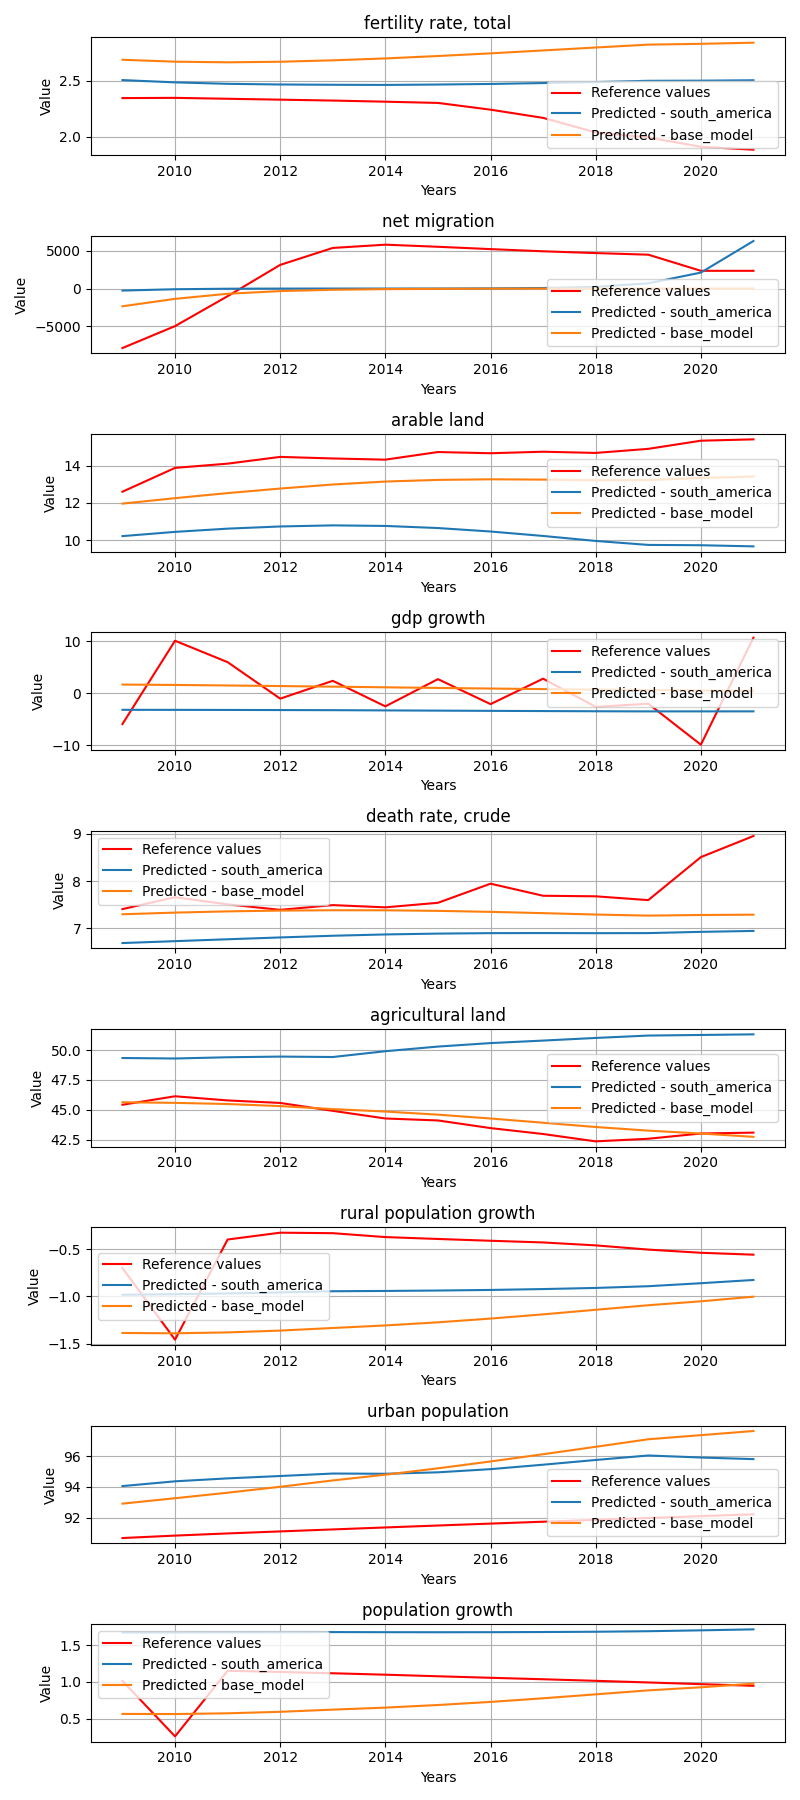 fertility rate, total
2.5
2.0
Value
Reference values
Predicted - south_america
Predicted - base_model
2010 2012 2014 2016 2018 2020
Years
net migration
5000
0
−5000
Value
Reference values
Predicted - south_america
Predicted - base_model
2010 2012 2014 2016 2018 2020
Years
arable land
14
12
10
Value
Reference values
Predicted - south_america
Predicted - base_model
2010 2012 2014 2016 2018 2020
Years
gdp growth
10
0
−10
Value
Reference values
Predicted - south_america
Predicted - base_model
2010 2012 2014 2016 2018 2020
Years
death rate, crude
9
8
7
Value
Reference values
Predicted - south_america
Predicted - base_model
2010 2012 2014 2016 2018 2020
Years
agricultural land
50.0
47.5
45.0
42.5
Value
Reference values
Predicted - south_america
Predicted - base_model
2010 2012 2014 2016 2018 2020
Years
rural population growth
−0.5
−1.0
−1.5
Value
Reference values
Predicted - south_america
Predicted - base_model
2010 2012 2014 2016 2018 2020
Years
urban population
96
94
92
Value
Reference values
Predicted - south_america
Predicted - base_model
2010 2012 2014 2016 2018 2020
Years
population growth
1.5
1.0
0.5
Value
Reference values
Predicted - south_america
Predicted - base_model
2010 2012 2014 2016 2018 2020
Years